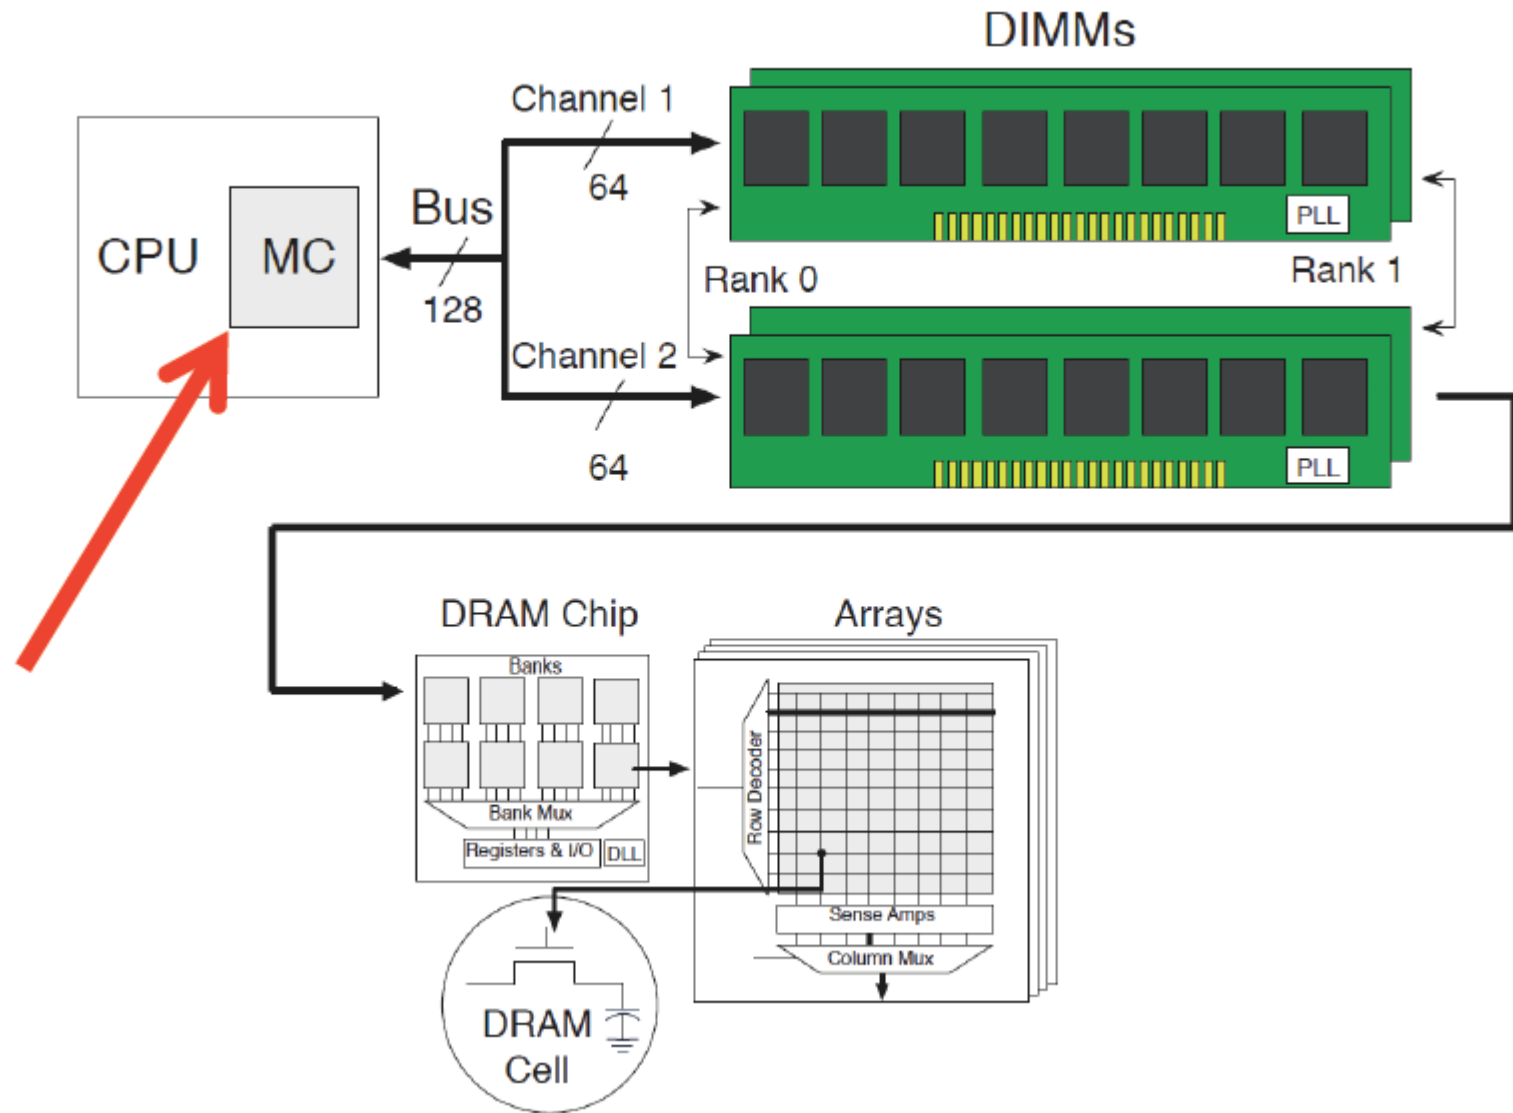 DIMMs
Channel 1
64
PLL
CPU
MC
Bus
128
Rank 0
Rank 1
Channel 2
64
PLL
DRAM Chip
Arrays
Banks
Bank Mux
Registers & I/O
DLL
Row Decoder
Sense Amps
Column Mux
DRAM
Cell